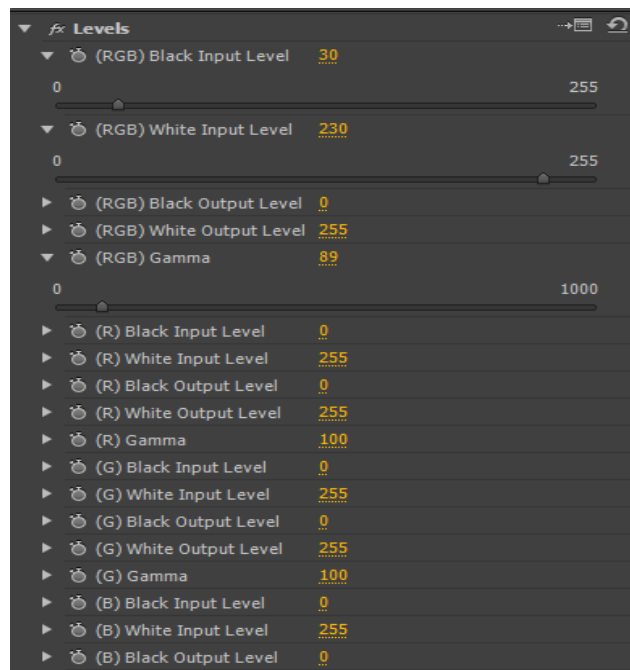 fx Levels
(RGB) Black Input Level 30
0 255
(RGB) White Input Level 230
0 255
(RGB) Black Output Level 0
(RGB) White Output Level 255
(RGB) Gamma 89
0 1000
(R) Black Input Level 0
(R) White Input Level 255
(R) Black Output Level 0
(R) White Output Level 255
(R) Gamma 100
(G) Black Input Level 0
(G) White Input Level 255
(G) Black Output Level 0
(G) White Output Level 255
(G) Gamma 100
(B) Black Input Level 0
(B) White Input Level 255
(B) Black Output Level 0